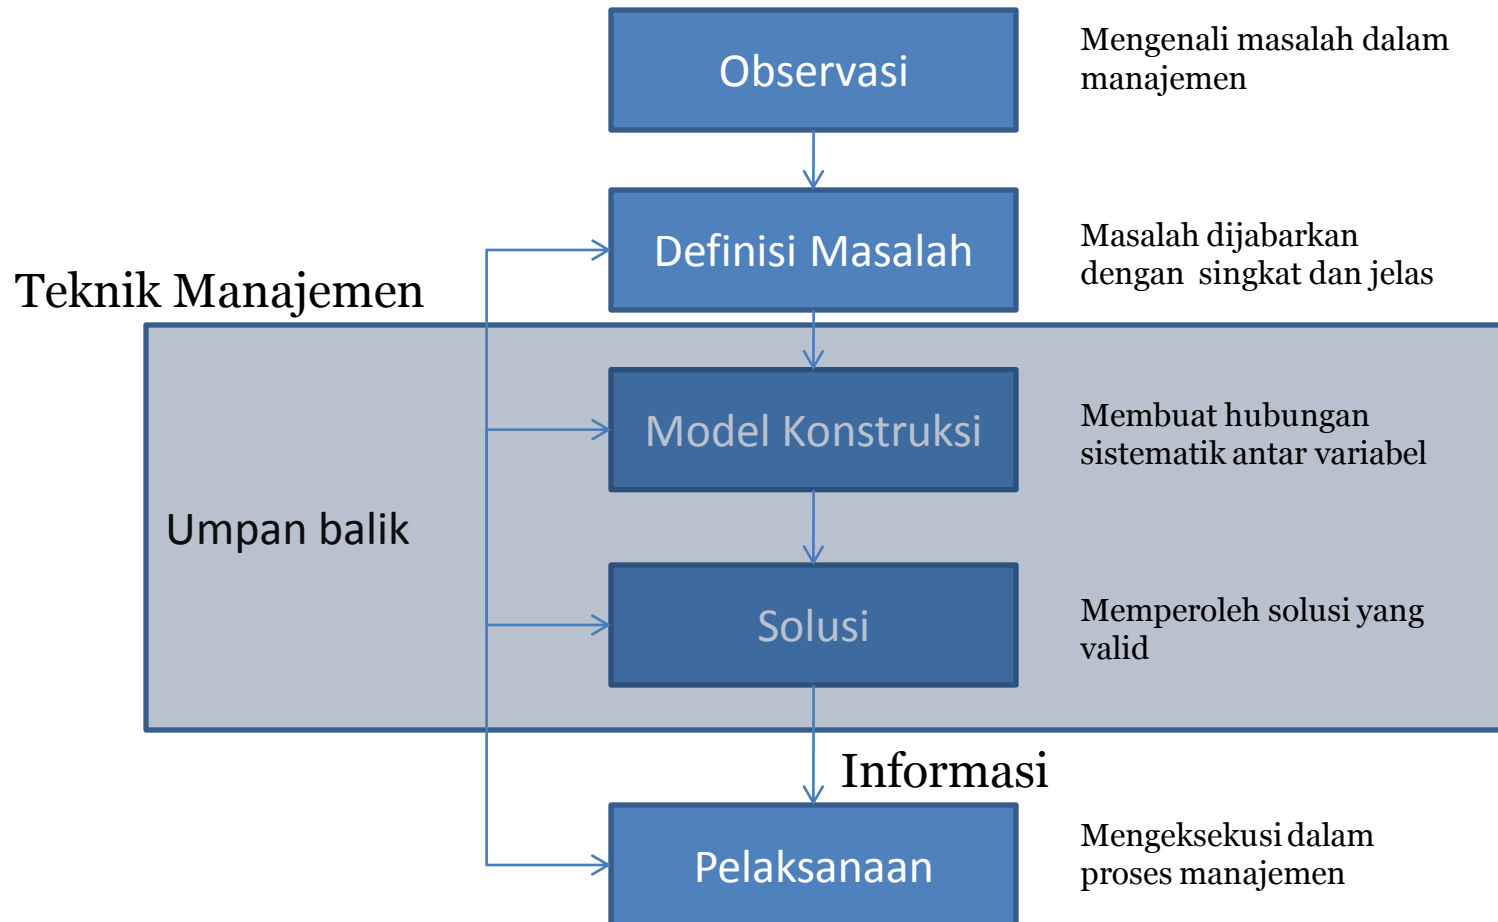 Observasi
Mengenali masalah dalam
manajemen
Definisi Masalah
Masalah dijabarkan
dengan singkat dan jelas
Teknik Manajemen
Model Konstruksi
Membuat hubungan
sistematik antar variabel
Umpan balik
Solusi
Memperoleh solusi yang
valid
Informasi
Pelaksanaan
Mengeksekusi dalam
proses manajemen